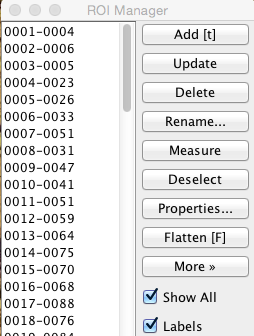 ROI Manager
0001-0004
0002-0006
0003-0005
0004-0023
0005-0026
0006-0033
0007-0051
0008-0031
0009-0047
0010-0041
0011-0051
0012-0059
0013-0064
0014-0075
0015-0070
0016-0068
0017-0088
0018-0076
Add [t]
Update
Delete
Rename...
Measure
Deselect
Properties...
Flatten [F]
More »
Show All
Labels